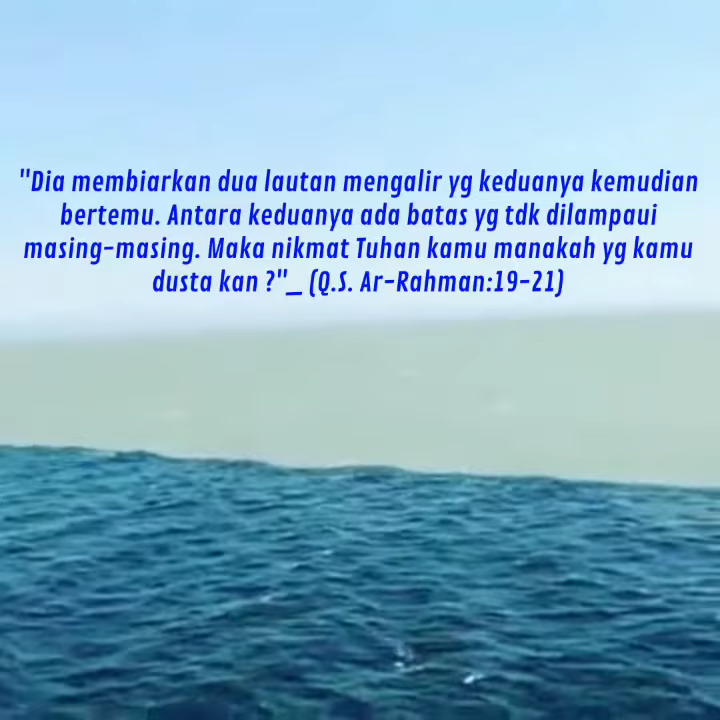 "Dia membiarkan dua lautan mengalir yg keduanya kemudian
bertemu. Antara keduanya ada batas yg tdk dilampaui
masing-masing. Maka nikmat Tuhan kamu manakah yg kamu
dusta kan ?"_ (Q.S. Ar-Rahman:19-21)